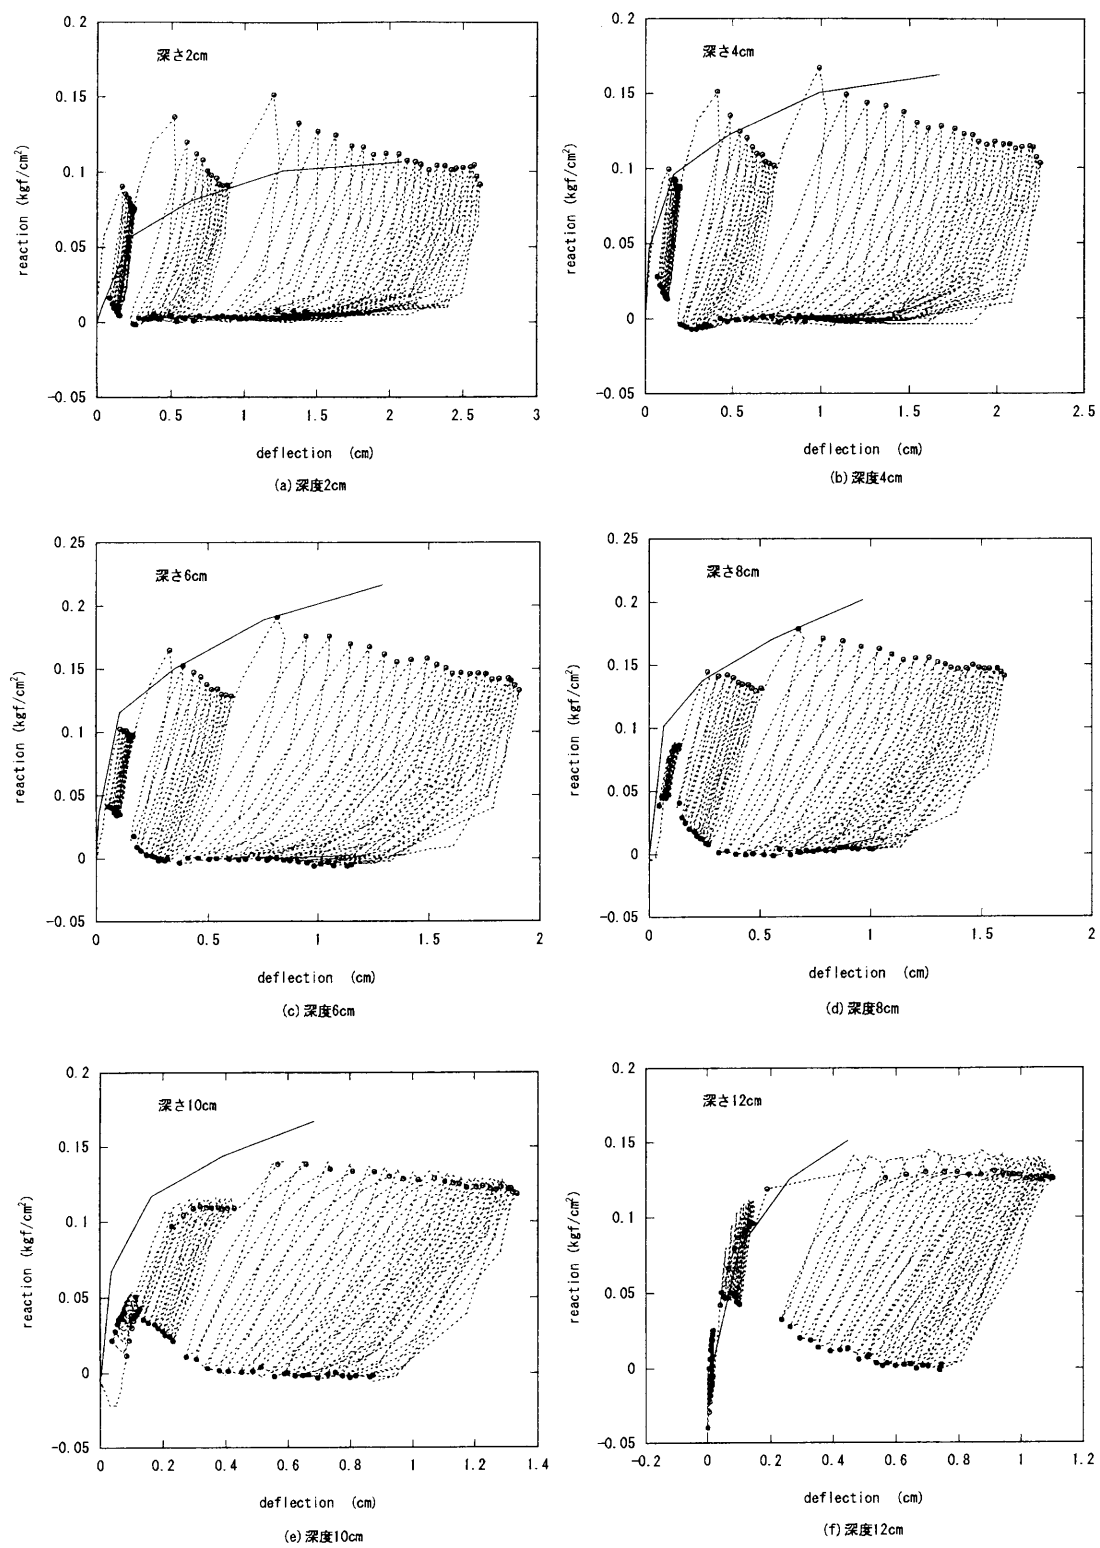 0.2
0.15
0.1
0.05
0
-0.05
reaction (kgf/cm²)
深さ2cm
0 0.5 1 1.5 2 2.5 3
deflection (cm)
(a)深度2cm
0.2
0.15
0.1
0.05
0
-0.05
reaction (kgf/cm²)
深さ4cm
0 0.5 1 1.5 2 2.5
deflection (cm)
(b)深度4cm
0.25
0.2
0.15
0.1
0.05
0
-0.05
reaction (kgf/cm²)
深さ6cm
0 0.5 1 1.5 2
deflection (cm)
(c)深度6cm
0.25
0.2
0.15
0.1
0.05
0
-0.05
reaction (kgf/cm²)
深さ8cm
0 0.5 1 1.5 2
deflection (cm)
(d)深度8cm
0.2
0.15
0.1
0.05
0
-0.05
reaction (kgf/cm²)
深さ10cm
0 0.2 0.4 0.6 0.8 1 1.2 1.4
deflection (cm)
(e)深度10cm
0.2
0.15
0.1
0.05
0
-0.05
reaction (kgf/cm²)
深さ12cm
-0.2 0 0.2 0.4 0.6 0.8 1 1.2
deflection (cm)
(f)深度12cm